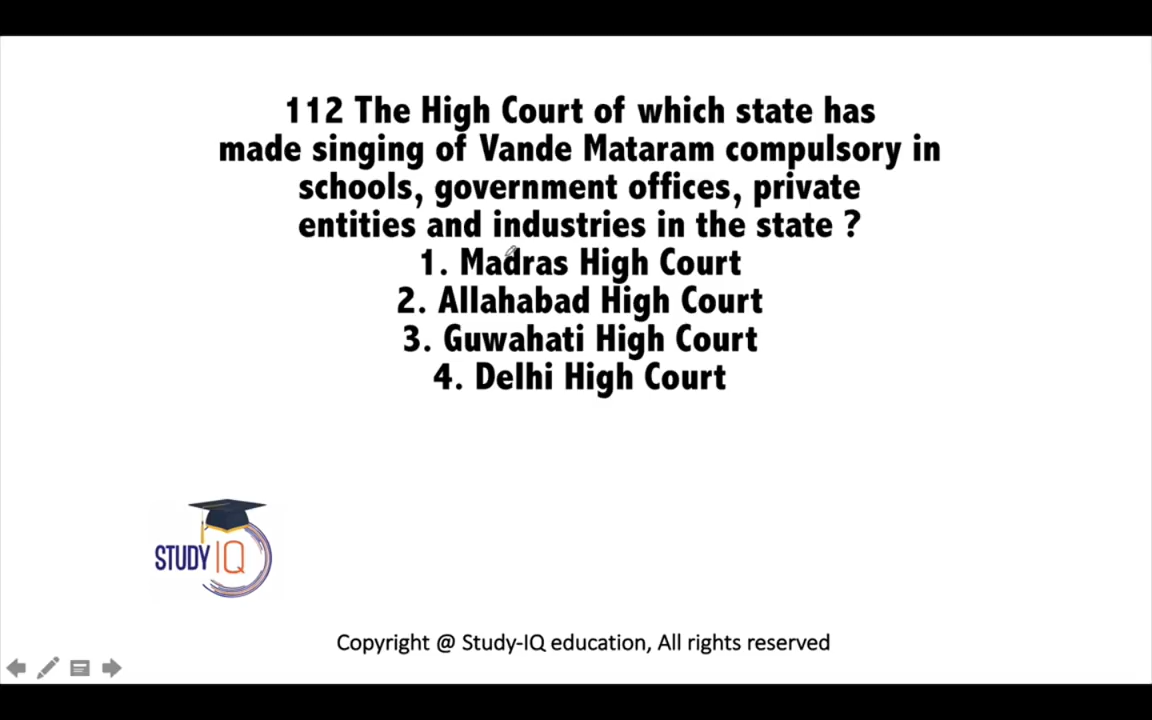 112 The High Court of which state has
made singing of Vande Mataram compulsory in
schools, government offices, private
entities and industries in the state ?
1. Madras High Court
2. Allahabad High Court
3. Guwahati High Court
4. Delhi High Court
STUDY IQ
Copyright @ Study-IQ education, All rights reserved